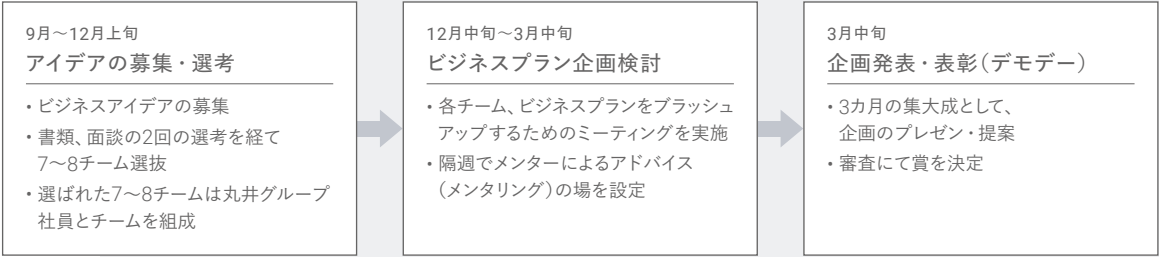 9月～12月上旬
アイデアの募集・選考
・ビジネスアイデアの募集
・書類、面談の2回の選考を経て
7～8チーム選抜
・選ばれた7～8チームは丸井グループ
社員とチームを組成
12月中旬～3月中旬
ビジネスプラン企画検討
・各チーム、ビジネスプランをブラッシュ
アップするためのミーティングを実施
・隔週でメンターによるアドバイス
（メンタリング）の場を設定
3月中旬
企画発表・表彰（デモデー）
・3カ月の集大成として、
企画のプレゼン・提案
・審査にて賞を決定